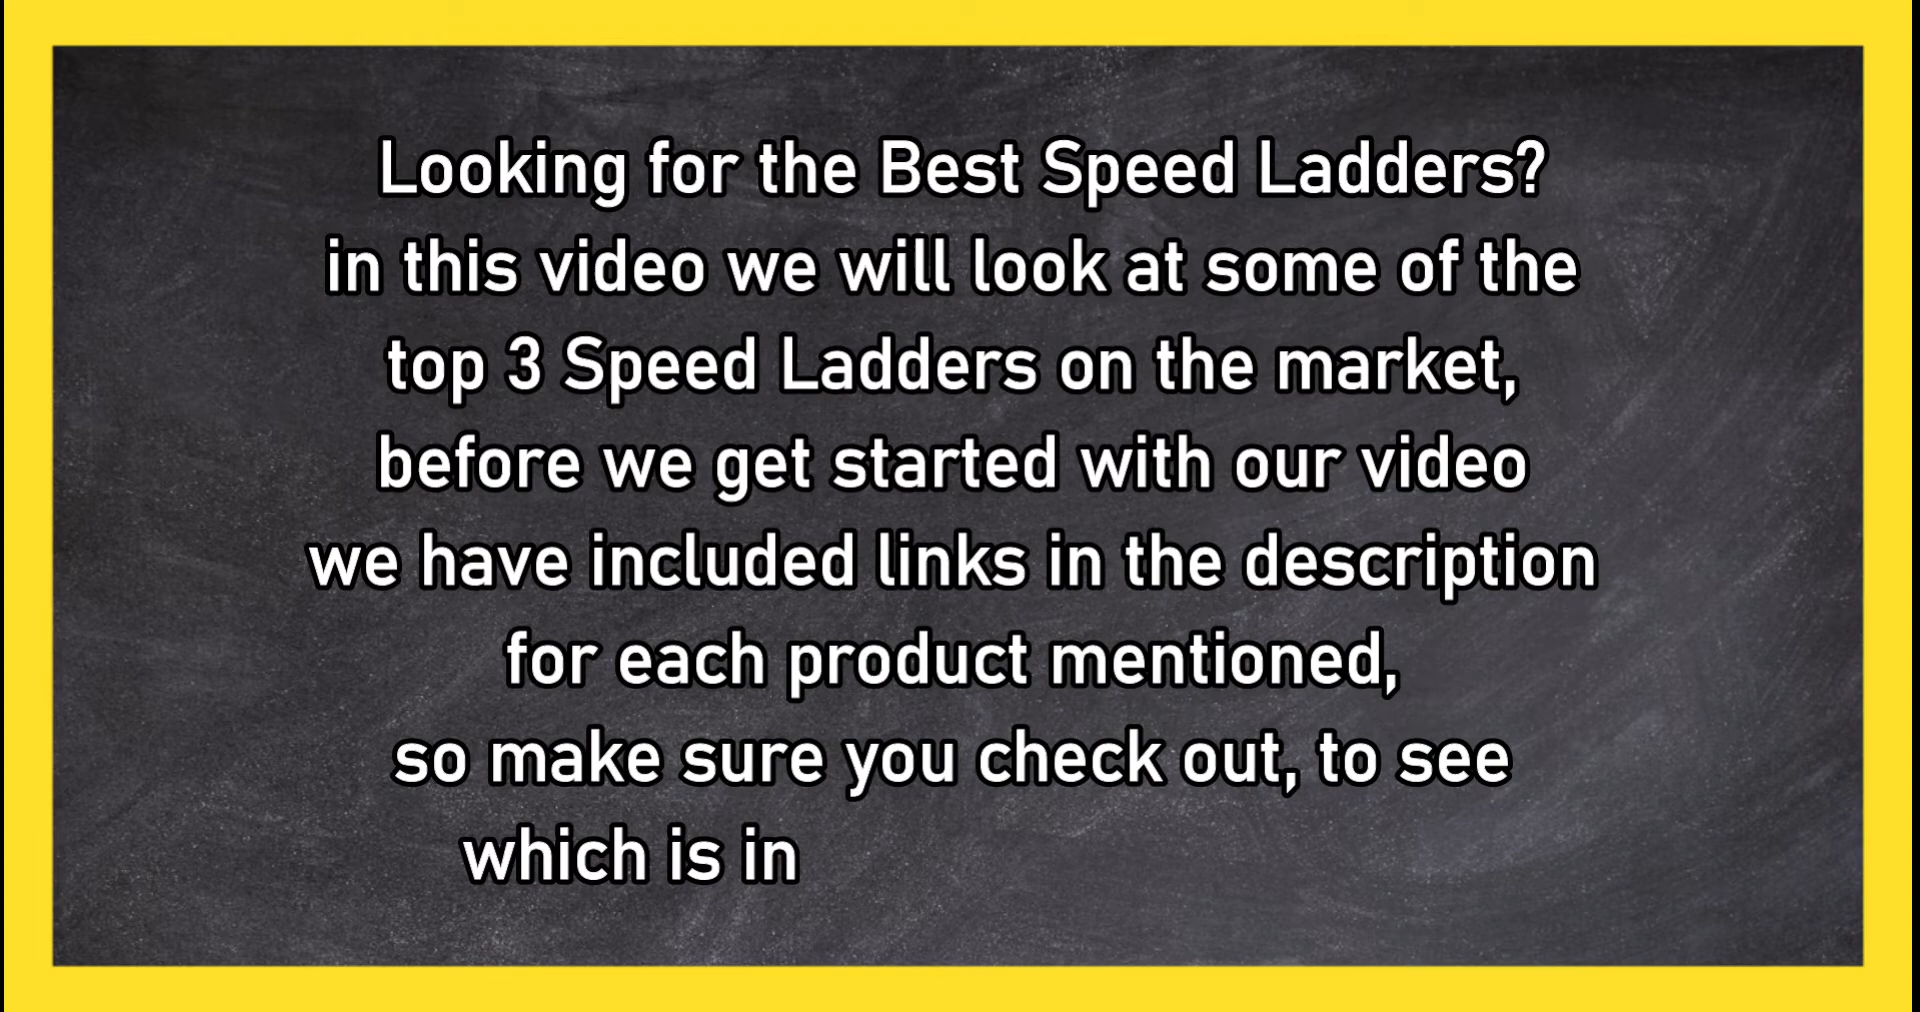 Looking for the Best Speed Ladders?
in this video we will look at some of the
top 3 Speed Ladders on the market,
before we get started with our video
we have included links in the description
for each product mentioned,
so make sure you check out, to see
which is in